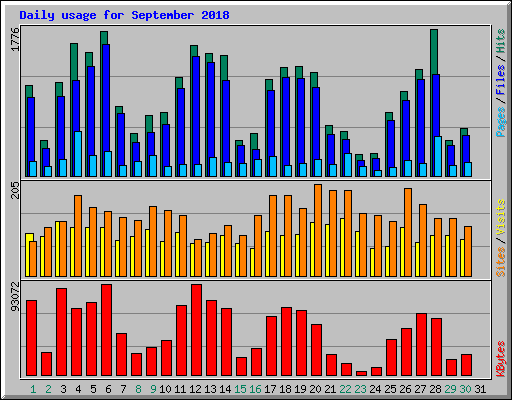 Daily usage for September 2018
1776
Pages / Files / Hits
205
Sites / Visits
93072
KBytes
1 2 3 4 5 6 7 8 9 10 11 12 13 14 15 16 17 18 19 20 21 22 23 24 25 26 27 28 29 30 31